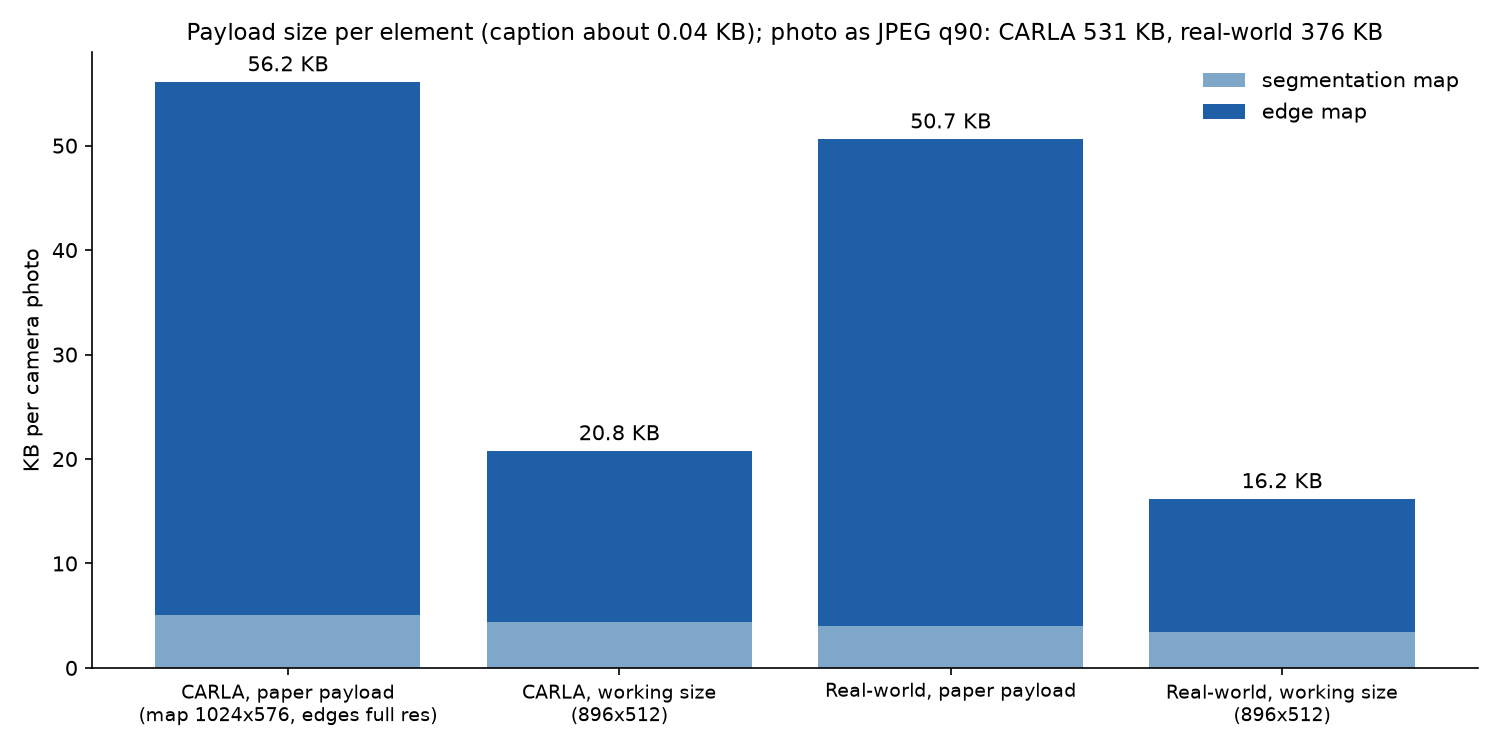 Payload size per element (caption about 0.04 KB); photo as JPEG q90: CARLA 531 KB, real-world 376 KB
56.2 KB
20.8 KB
50.7 KB
16.2 KB
segmentation map
edge map
KB per camera photo
50
40
30
20
10
0
CARLA, paper payload
(map 1024x576, edges full res)
CARLA, working size
(896x512)
Real-world, paper payload
Real-world, working size
(896x512)